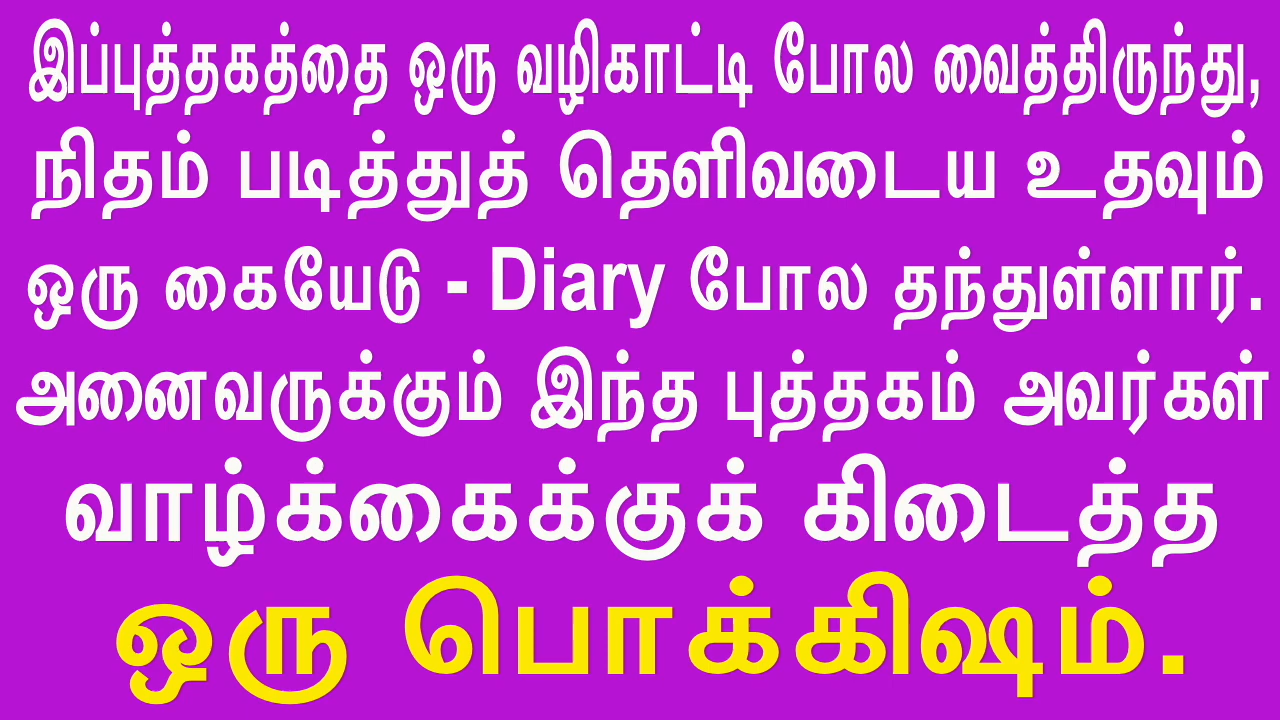 இப்புத்தகத்தை ஒரு வழிகாட்டி போல வைத்திருந்து,
நிதம் படித்துத் தெளிவடைய உதவும்
ஒரு கையேடு - Diary போல தந்துள்ளார்.
அனைவருக்கும் இந்த புத்தகம் அவர்கள்
வாழ்க்கைக்குக் கிடைத்த
ஒரு பொக்கிஷம்.